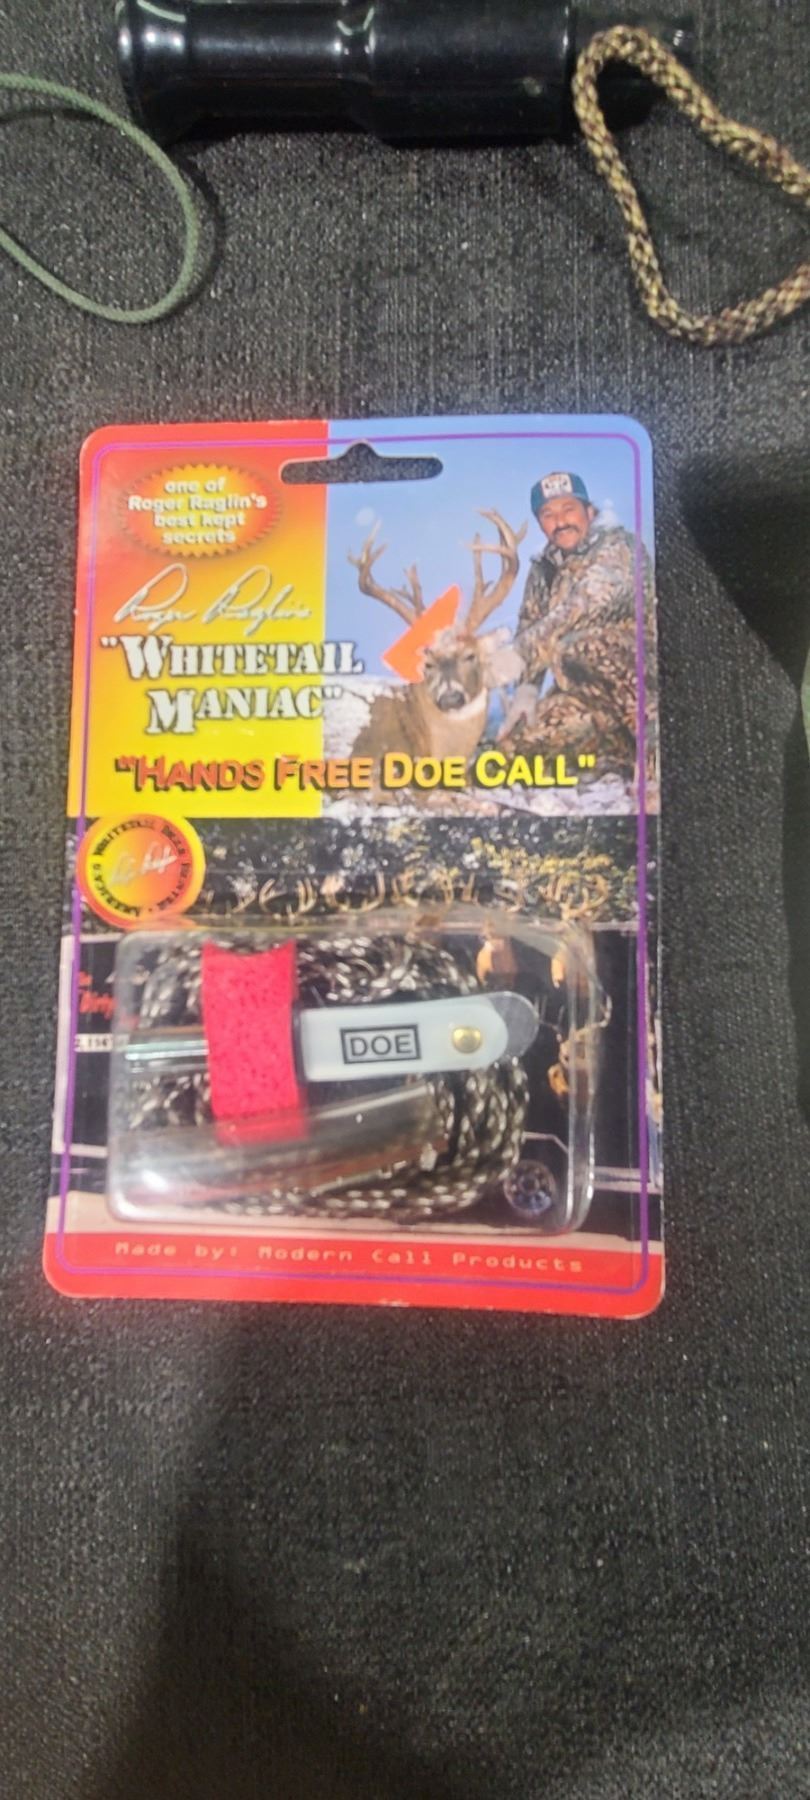 one of
Roger Raglin's
best kept
secrets
Roger Raglin's
"WHITETAIL
MANIAC"
"HANDS FREE DOE CALL"
DOE
Made by: Modern Call Products